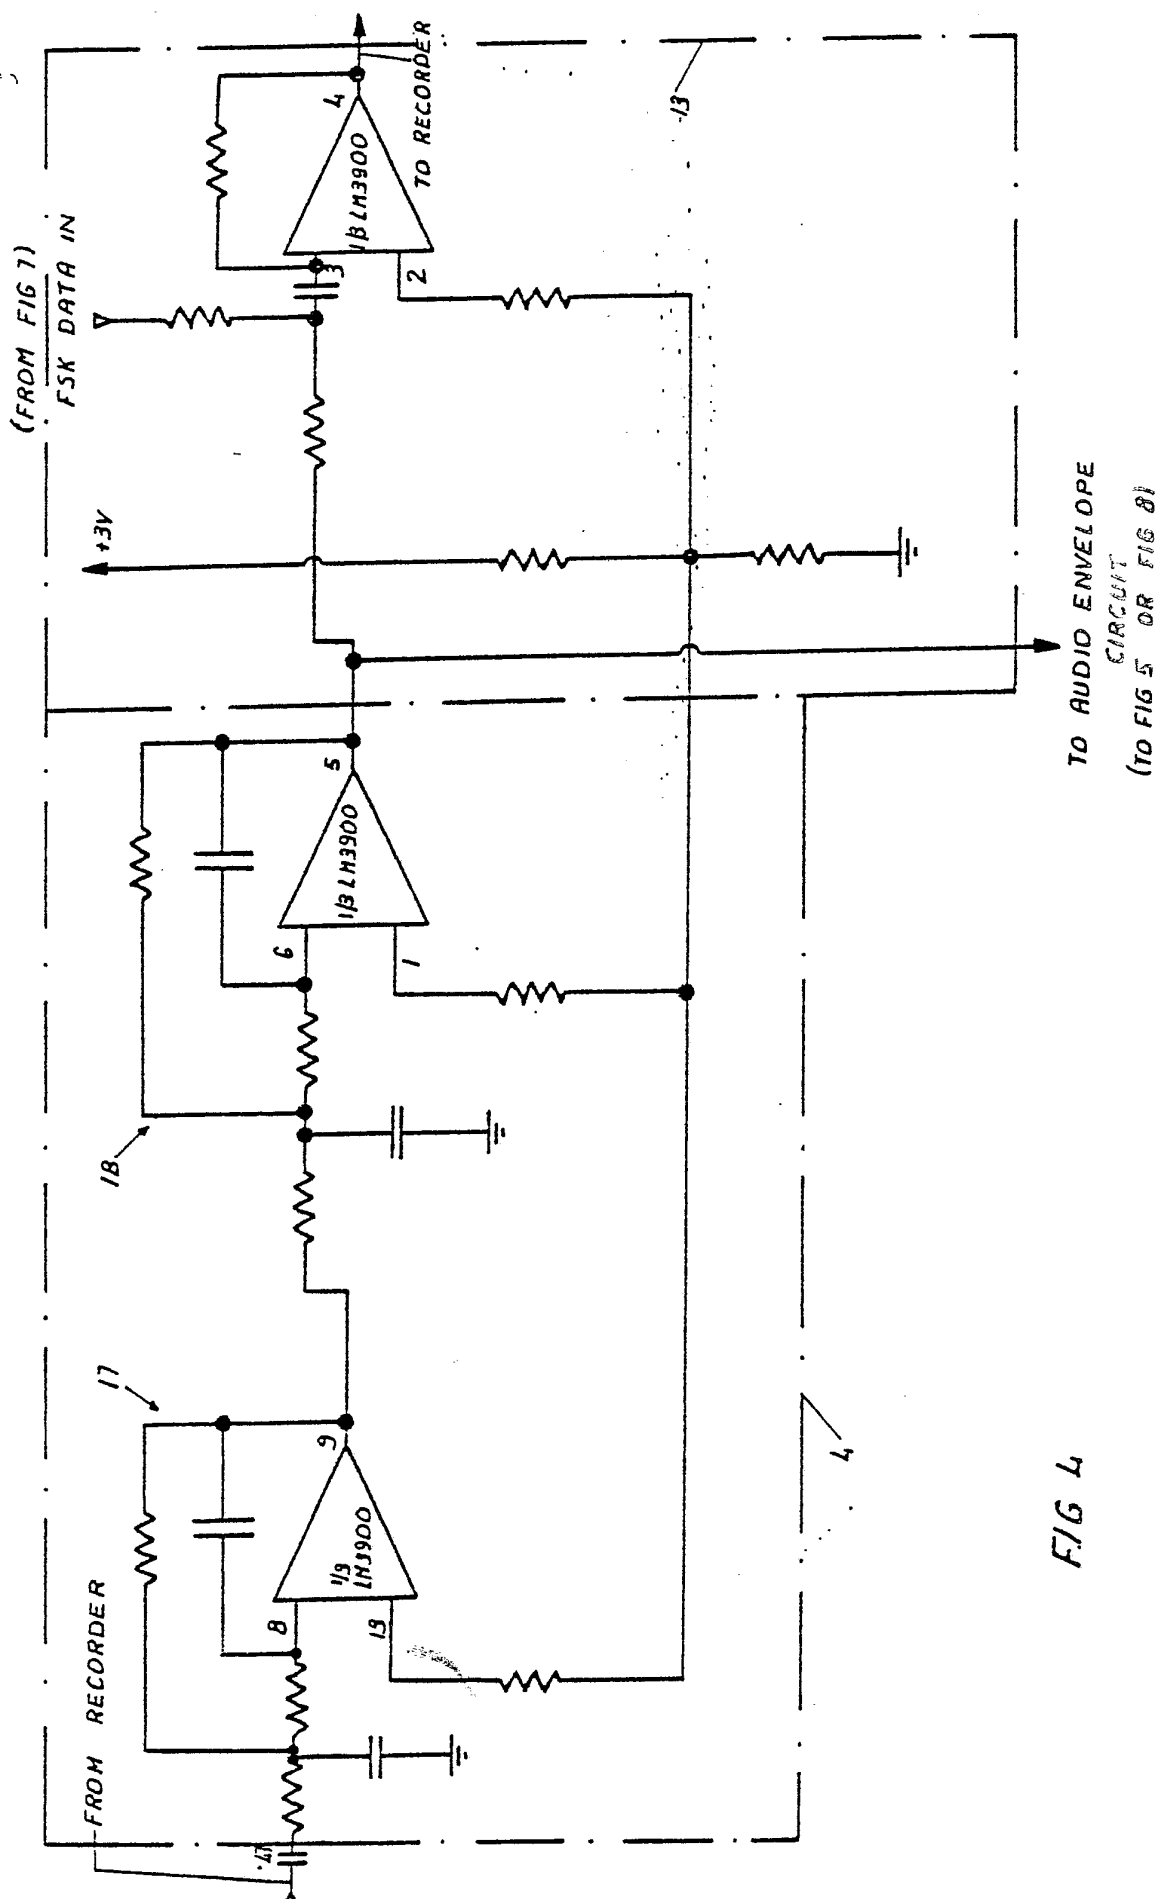 (FROM FIG 7)
FSK DATA IN
+3V
4
1/3 LM3900
3
2
TO RECORDER
13
5
1/3 LM3900
6
1
18
TO AUDIO ENVELOPE
CIRCUIT
(TO FIG 5 OR FIG 8)
17
9
1/3
LM3900
8
13
FROM RECORDER
.47
4
FIG 4